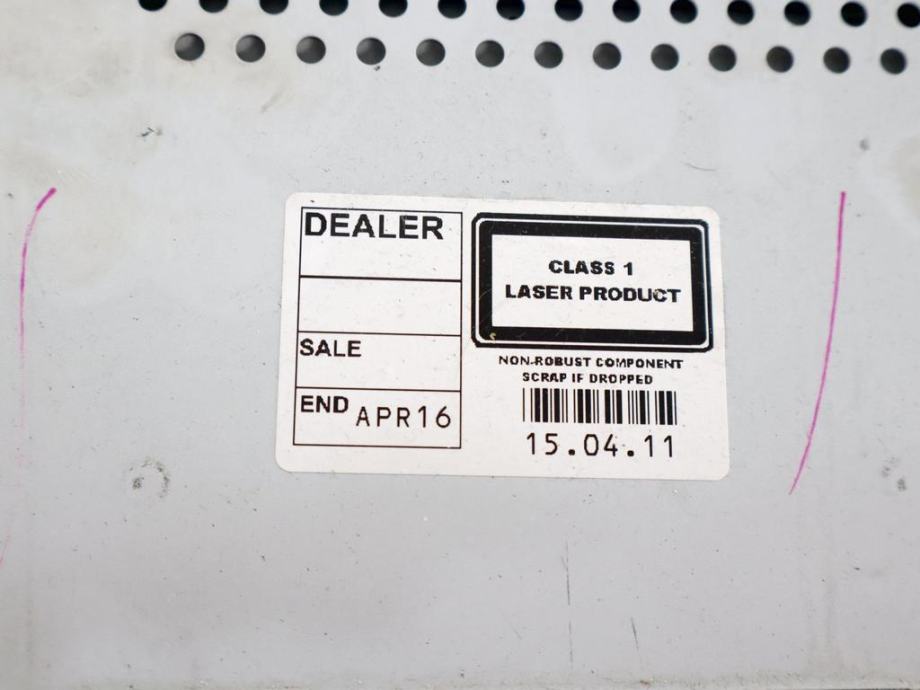 DEALER
SALE
END APR16
CLASS 1
LASER PRODUCT
NON-ROBUST COMPONENT
SCRAP IF DROPPED
15.04.11